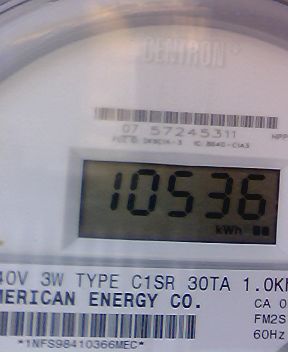 CENTRON®
07 57245311
10536
kWh
40V 3W TYPE C1SR 30TA 1.0Kh
MERICAN ENERGY CO.
CA 0
FM2S
60Hz
*1NFS98410366MEC*